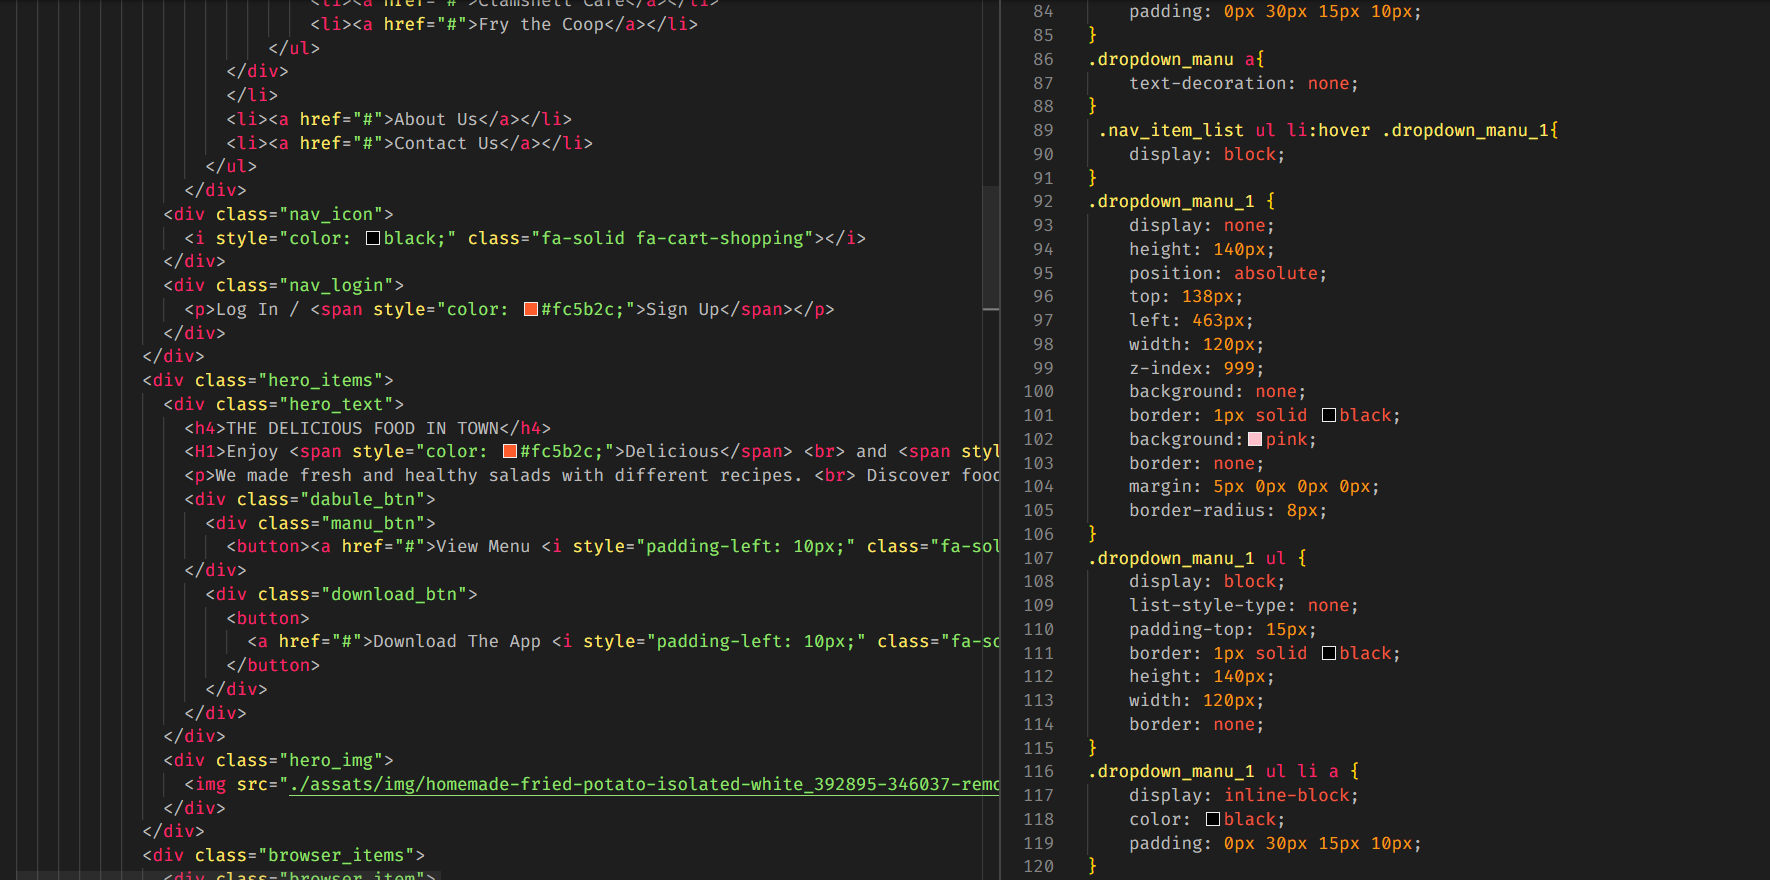 <li><a href="#">Clamshell Cafe</a></li>
<li><a href="#">Fry the Coop</a></li>
</ul>
</div>
</li>
<li><a href="#">About Us</a></li>
<li><a href="#">Contact Us</a></li>
</ul>
</div>
<div class="nav_icon">
<i style="color: black;" class="fa-solid fa-cart-shopping"></i>
</div>
<div class="nav_login">
<p>Log In / <span style="color: #fc5b2c;">Sign Up</span></p>
</div>
</div>
<div class="hero_items">
<div class="hero_text">
<h4>THE DELICIOUS FOOD IN TOWN</h4>
<H1>Enjoy <span style="color: #fc5b2c;">Delicious</span> <br> and <span styl
<p>We made fresh and healthy salads with different recipes. <br> Discover food
<div class="dabule_btn">
<div class="manu_btn">
<button><a href="#">View Menu <i style="padding-left: 10px;" class="fa-sol
</div>
<div class="download_btn">
<button>
<a href="#">Download The App <i style="padding-left: 10px;" class="fa-so
</button>
</div>
</div>
</div>
<div class="hero_img">
<img src="./assats/img/homemade-fried-potato-isolated-white_392895-346037-remo
</div>
</div>
<div class="browser_items">
<div class="browser_item">
84 padding: 0px 30px 15px 10px;
85 }
86 .dropdown_manu a{
87 text-decoration: none;
88 }
89 .nav_item_list ul li:hover .dropdown_manu_1{
90 display: block;
91 }
92 .dropdown_manu_1 {
93 display: none;
94 height: 140px;
95 position: absolute;
96 top: 138px;
97 left: 463px;
98 width: 120px;
99 z-index: 999;
100 background: none;
101 border: 1px solid black;
102 background: pink;
103 border: none;
104 margin: 5px 0px 0px 0px;
105 border-radius: 8px;
106 }
107 .dropdown_manu_1 ul {
108 display: block;
109 list-style-type: none;
110 padding-top: 15px;
111 border: 1px solid black;
112 height: 140px;
113 width: 120px;
114 border: none;
115 }
116 .dropdown_manu_1 ul li a {
117 display: inline-block;
118 color: black;
119 padding: 0px 30px 15px 10px;
120 }